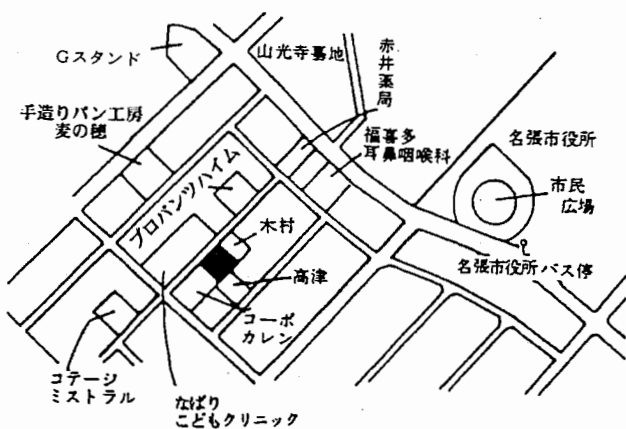 Gスタンド
山光寺墓地
赤井薬局
手造りパン工房
麦の穂
福喜多
耳鼻咽喉科
名張市役所
市民
広場
プロバンツハイム
木村
名張市役所バス停
高津
コーポ
カレン
コテージ
ミストラル
なばり
こどもクリニック